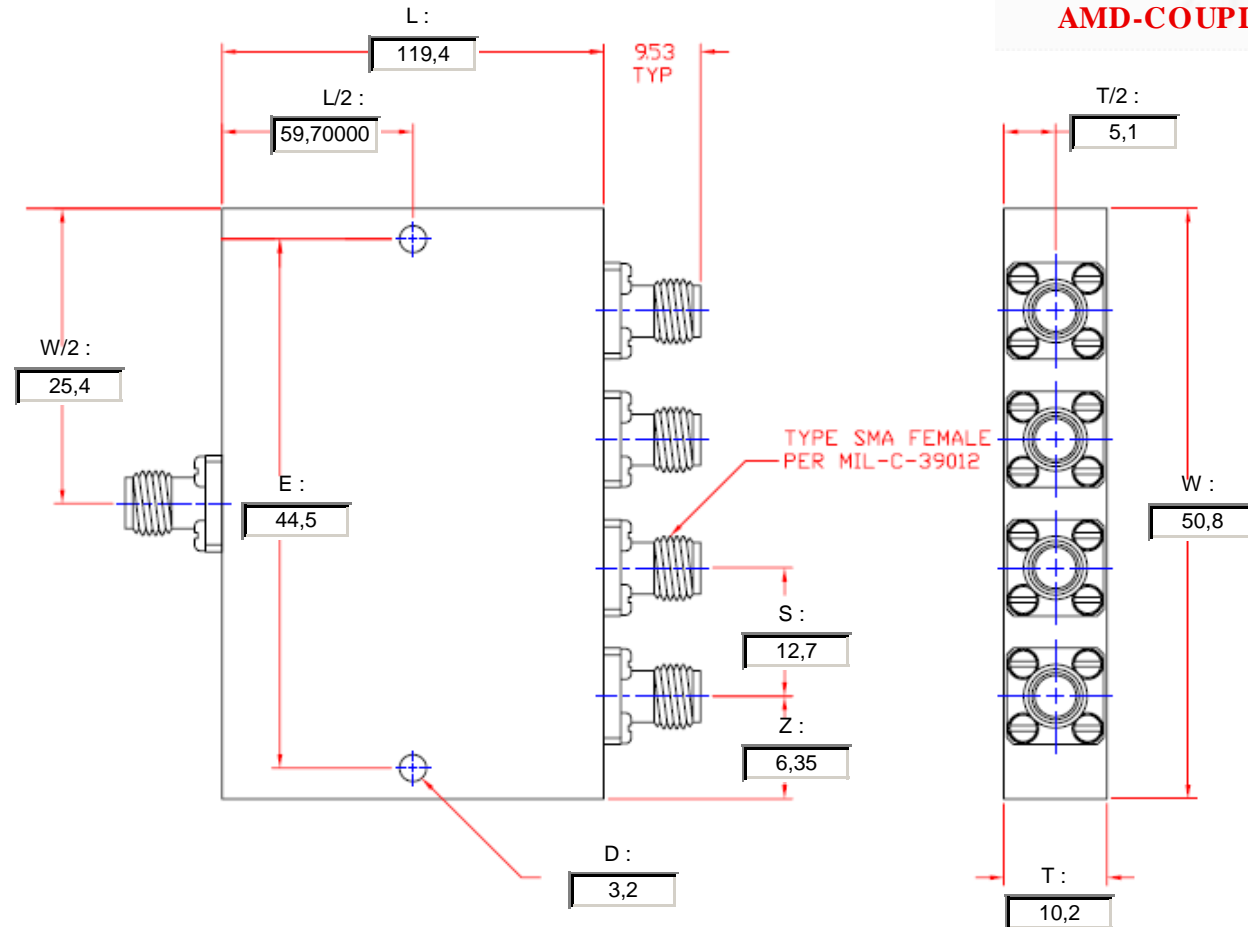 AMD-COUPL
L :
119,4
9.53
TYP
L/2 :
59,70000
T/2 :
5,1
W/2 :
25,4
TYPE SMA FEMALE
PER MIL-C-39012
E :
44,5
W :
50,8
S :
12,7
Z :
6,35
D :
3,2
T :
10,2